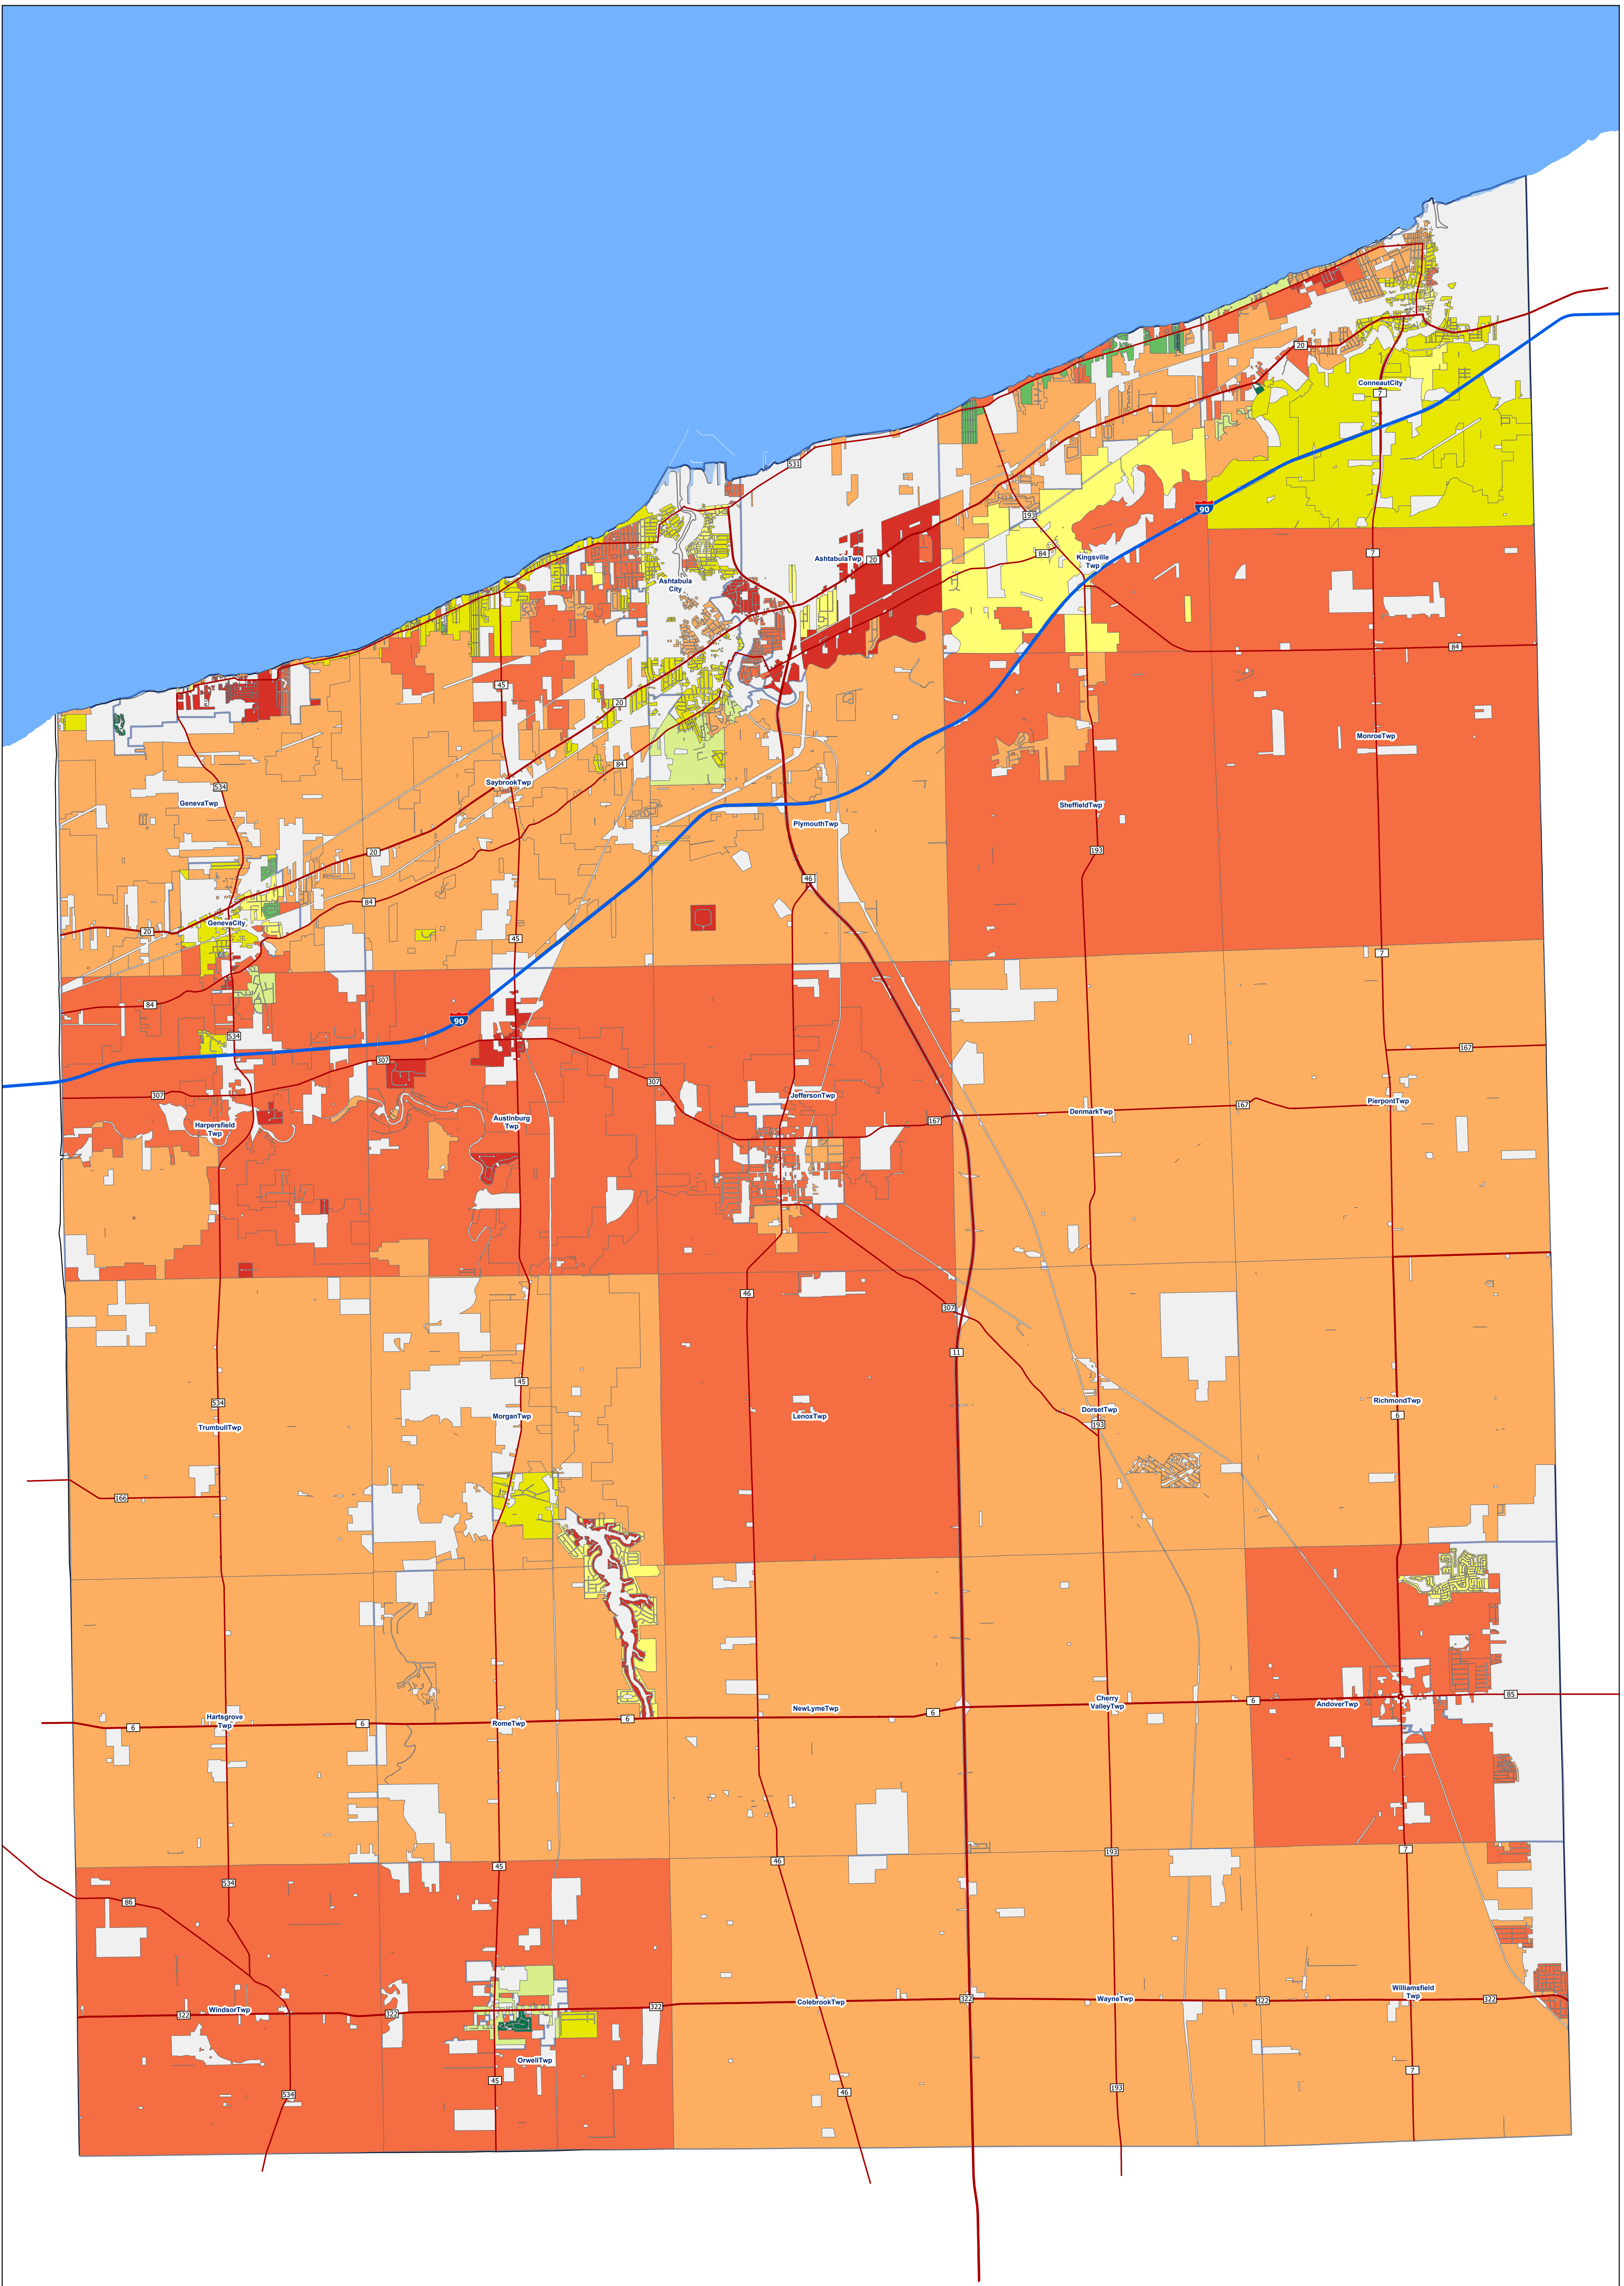 20
ConneautCity
7
531
90
193
AshtabulaTwp
20
84
Kingsville
Twp
7
Ashtabula
City
84
45
20
MonroeTwp
84
SaybrookTwp
534
GenevaTwp
SheffieldTwp
PlymouthTwp
20
193
46
84
GenevaCity
20
45
7
84
90
534
167
307
307
307
JeffersonTwp
PierpontTwp
167
DenmarkTwp
167
Austinburg
Twp
Harpersfield
Twp
46
307
11
45
534
RichmondTwp
DorsetTwp
6
MorganTwp
LenoxTwp
193
TrumbullTwp
166
85
6
Cherry
ValleyTwp
AndoverTwp
NewLymeTwp
6
Hartsgrove
Twp
6
6
RomeTwp
6
7
193
46
45
534
86
Williamsfield
Twp
322
322
WayneTwp
322
ColebrookTwp
322
322
322
WindsorTwp
322
OrwellTwp
7
45
193
46
534